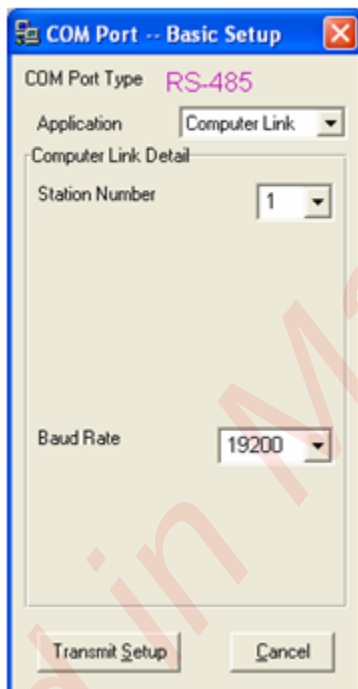 COM Port -- Basic Setup
COM Port Type RS-485
Application Computer Link
Computer Link Detail
Station Number 1
Baud Rate 19200
Transmit Setup Cancel